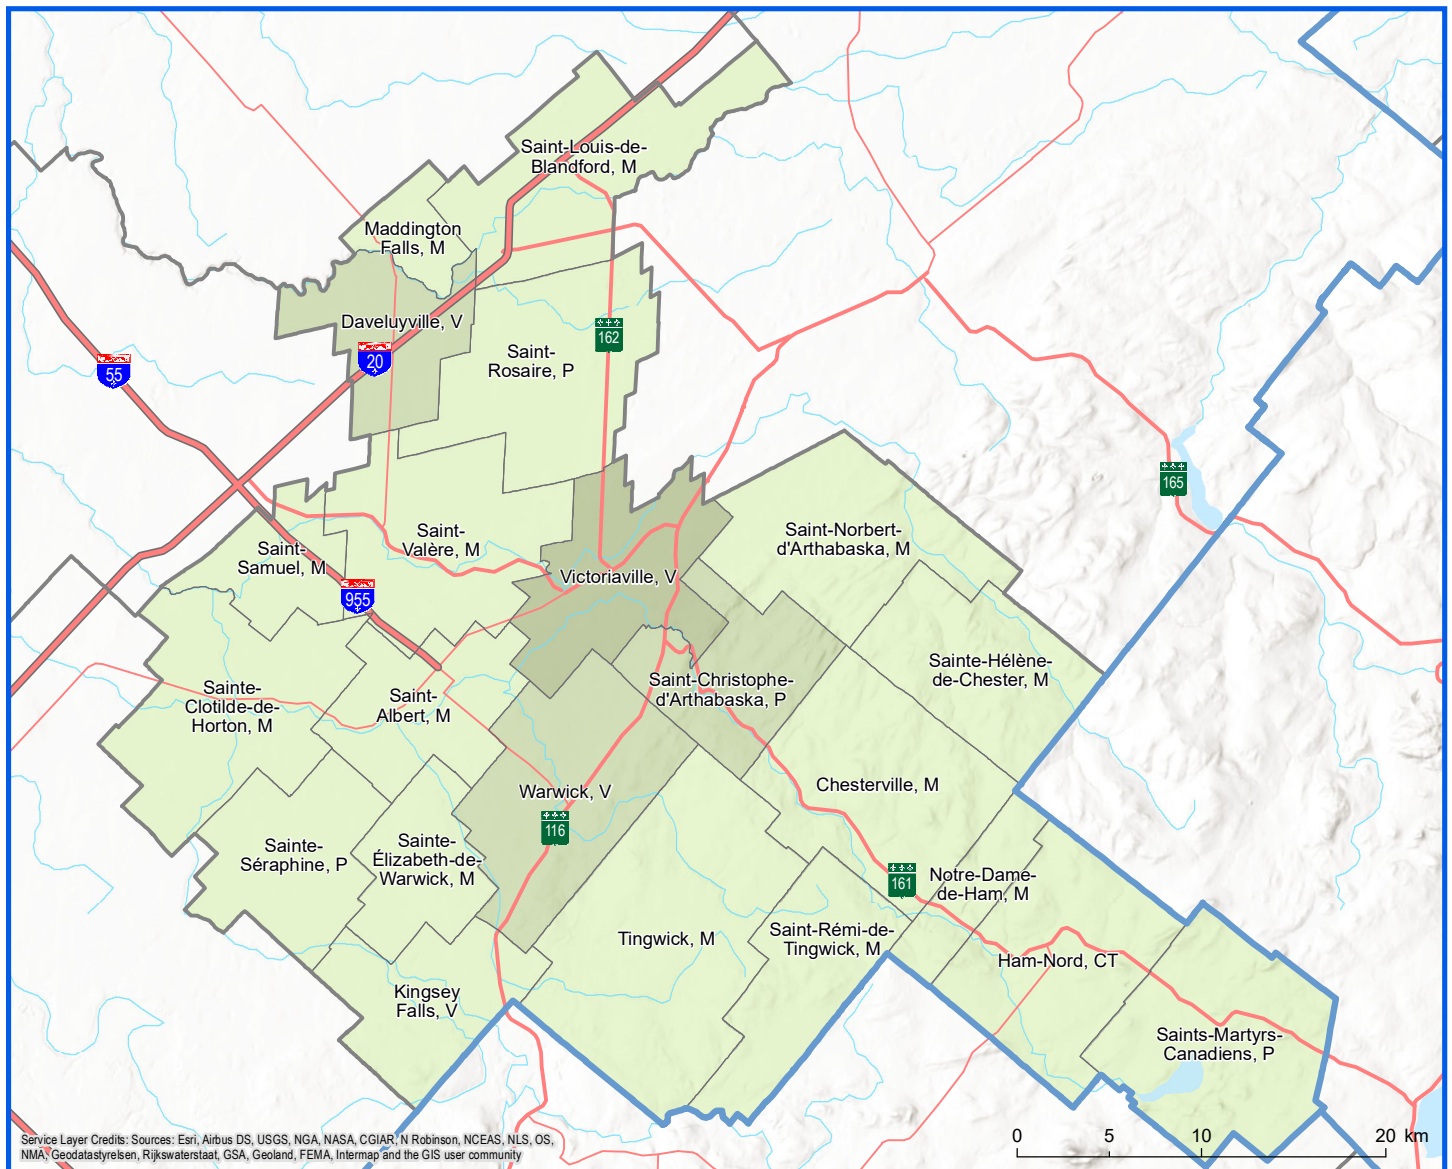 Saint-Louis-de-
Blandford, M
Maddington
Falls, M
Daveluyville, V
162
20
55
Saint-
Rosaire, P
165
Saint-
Valère, M
Saint-Norbert-
d'Arthabaska, M
Saint-
Samuel, M
Victoriaville, V
955
Sainte-Hélène-
de-Chester, M
Sainte-
Clotilde-de-
Horton, M
Saint-
Albert, M
Saint-Christophe-
d'Arthabaska, P
Chesterville, M
Warwick, V
116
Sainte-
Séraphine, P
Sainte-
Élizabeth-de-
Warwick, M
161
Notre-Dame-
de-Ham, M
Tingwick, M
Saint-Rémi-de-
Tingwick, M
Ham-Nord, CT
Kingsey
Falls, V
Saints-Martyrs-
Canadiens, P
Service Layer Credits: Sources: Esri, Airbus DS, USGS, NGA, NASA, CGIAR, N Robinson, NCEAS, NLS, OS,
NMA, Geodatastyrelsen, Rijkswaterstaat, GSA, Geoland, FEMA, Intermap and the GIS user community
0 5 10 20 km